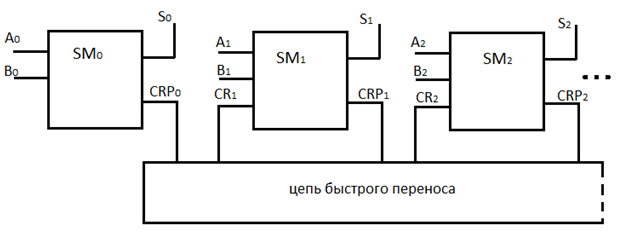 S0
A0
SM0
B0
CRP0
S1
A1
SM1
B1
CR1
CRP1
S2
A2
SM2
B2
CR2
CRP2
...
цепь быстрого переноса